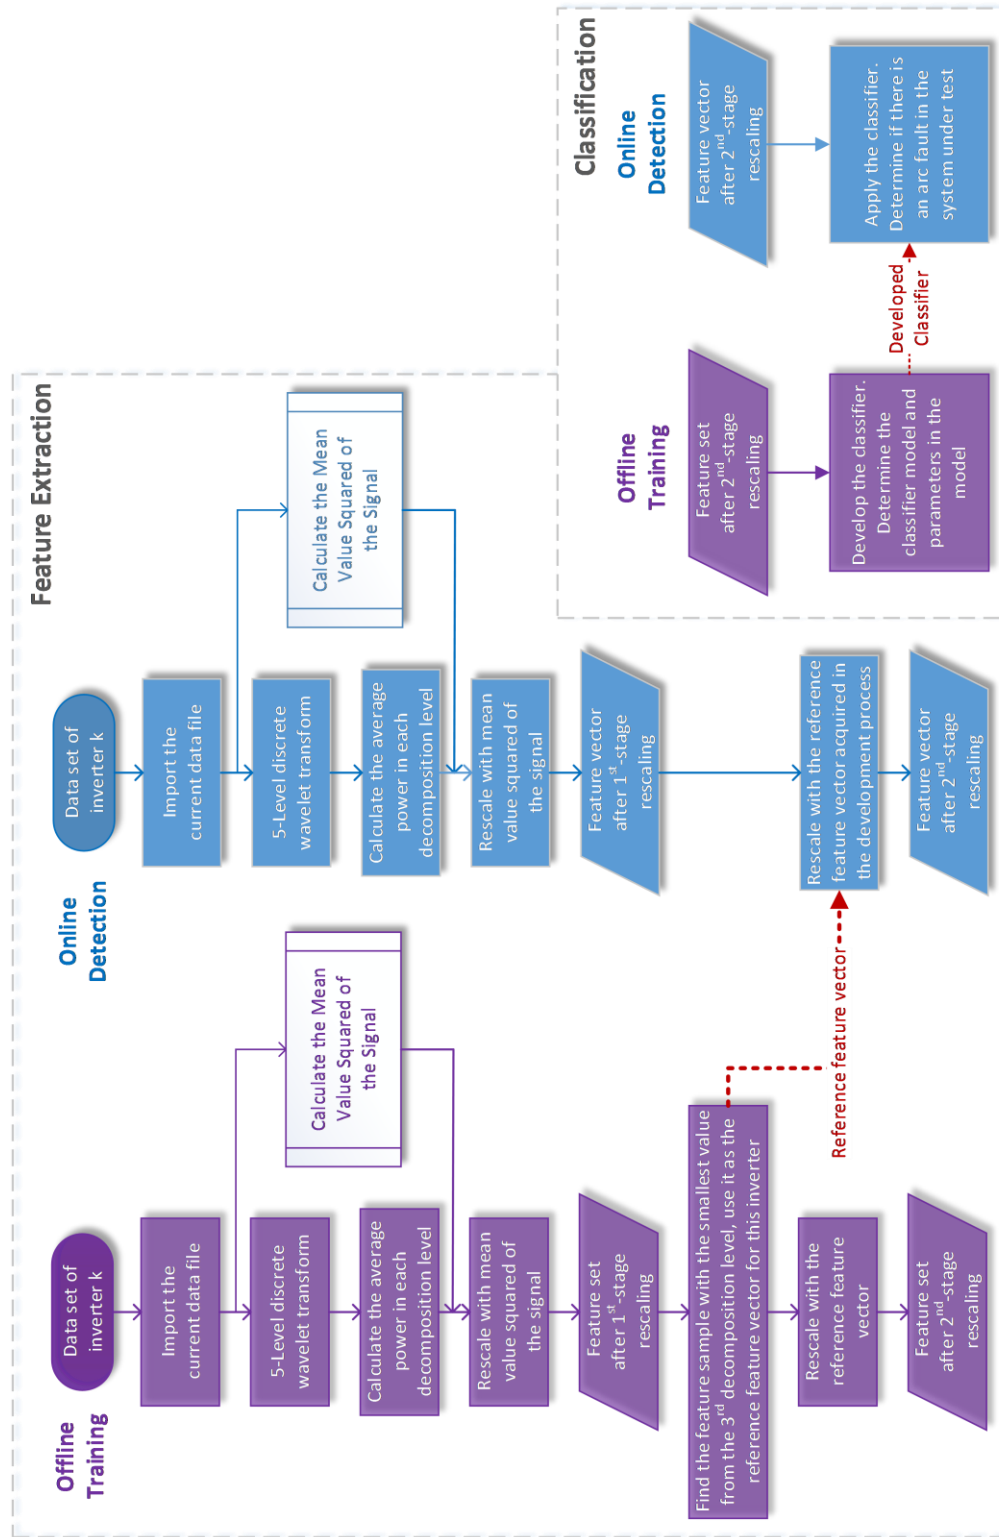 Feature Extraction
Offline
Training
Data set of
inverter k
Import the
current data file
5-Level discrete
wavelet transform
Calculate the average
power in each
decomposition level
Calculate the Mean
Value Squared of
the Signal
Rescale with mean
value squared of
the signal
Feature set
after 1st-stage
rescaling
Find the feature sample with the smallest value
from the 3rd decomposition level, use it as the
reference feature vector for this inverter
Rescale with the
reference feature
vector
Feature set
after 2nd-stage
rescaling
Reference feature vector
Online
Detection
Data set of
inverter k
Import the
current data file
5-Level discrete
wavelet transform
Calculate the average
power in each
decomposition level
Calculate the Mean
Value Squared of
the Signal
Rescale with mean
value squared of
the signal
Feature vector
after 1st-stage
rescaling
Rescale with the reference
feature vector acquired in
the development process
Feature vector
after 2nd-stage
rescaling
Classification
Offline
Training
Feature set
after 2nd-stage
rescaling
Develop the classifier.
Determine the
classifier model and
parameters in the
model
Developed
Classifier
Online
Detection
Feature vector
after 2nd-stage
rescaling
Apply the classifier.
Determine if there is
an arc fault in the
system under test